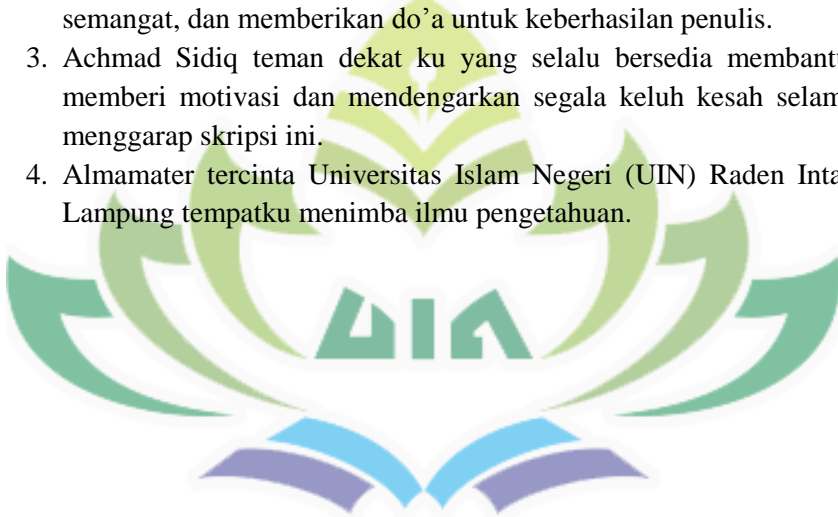 semangat, dan memberikan do’a untuk keberhasilan penulis.
3. Achmad Sidiq teman dekat ku yang selalu bersedia membantu
memberi motivasi dan mendengarkan segala keluh kesah selam
menggarap skripsi ini.
4. Almamater tercinta Universitas Islam Negeri (UIN) Raden Inta
Lampung tempatku menimba ilmu pengetahuan.
UIN